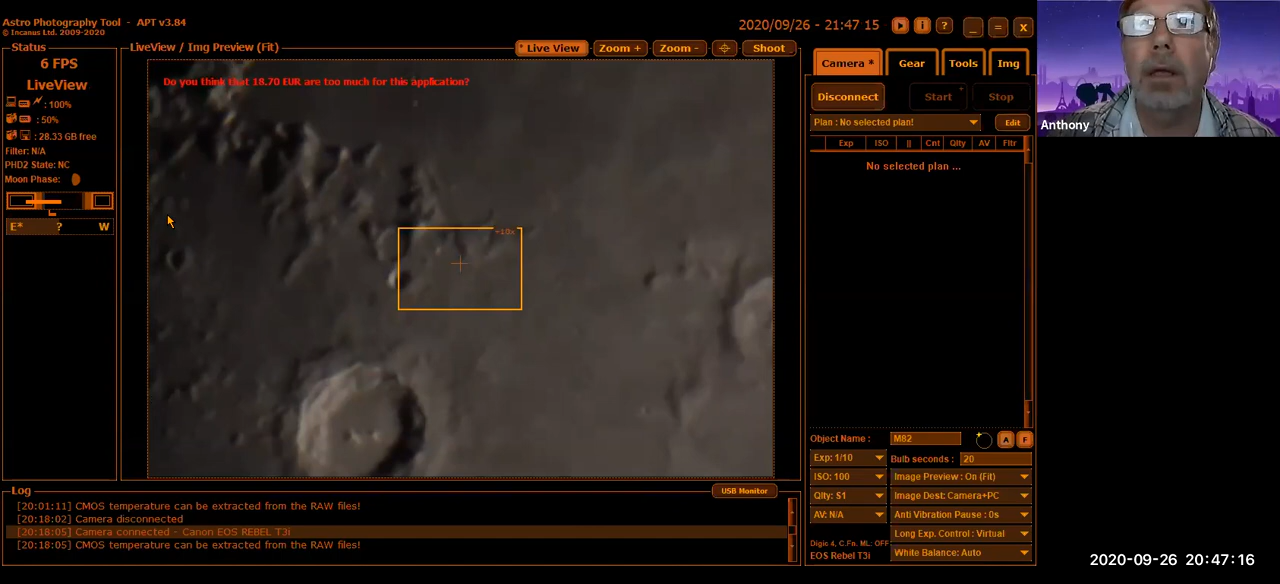 Astro Photography Tool - APT v3.84
© Incanus Ltd. 2009-2020
2020/09/26 - 21:47 15
i
?
_
=
X
Status
6 FPS
LiveView
: 100%
: 50%
: 28.33 GB free
Filter: N/A
PHD2 State: NC
Moon Phase:
E* ? W
LiveView / Img Preview (Fit)
* Live View
Zoom +
Zoom -
Shoot
Do you think that 18.70 EUR are too much for this application?
Camera *
Gear
Tools
Img
Disconnect
Start
Stop
Plan : No selected plan!
Edit
Exp ISO || Cnt Qlty AV Fltr
No selected plan ...
Object Name :
M82
A
F
Exp: 1/10
Bulb seconds :
20
ISO: 100
Image Preview : On (Fit)
Qlty: S1
Image Dest: Camera+PC
AV: N/A
Anti Vibration Pause : 0s
Long Exp. Control : Virtual
Digic 4, C.Fn. ML: OFF
EOS Rebel T3i
White Balance: Auto
Log
USB Monitor
[20:01:11] CMOS temperature can be extracted from the RAW files!
[20:18:02] Camera disconnected
[20:18:05] Camera connected - Canon EOS REBEL T3i
[20:18:05] CMOS temperature can be extracted from the RAW files!
Anthony
2020-09-26 20:47:16